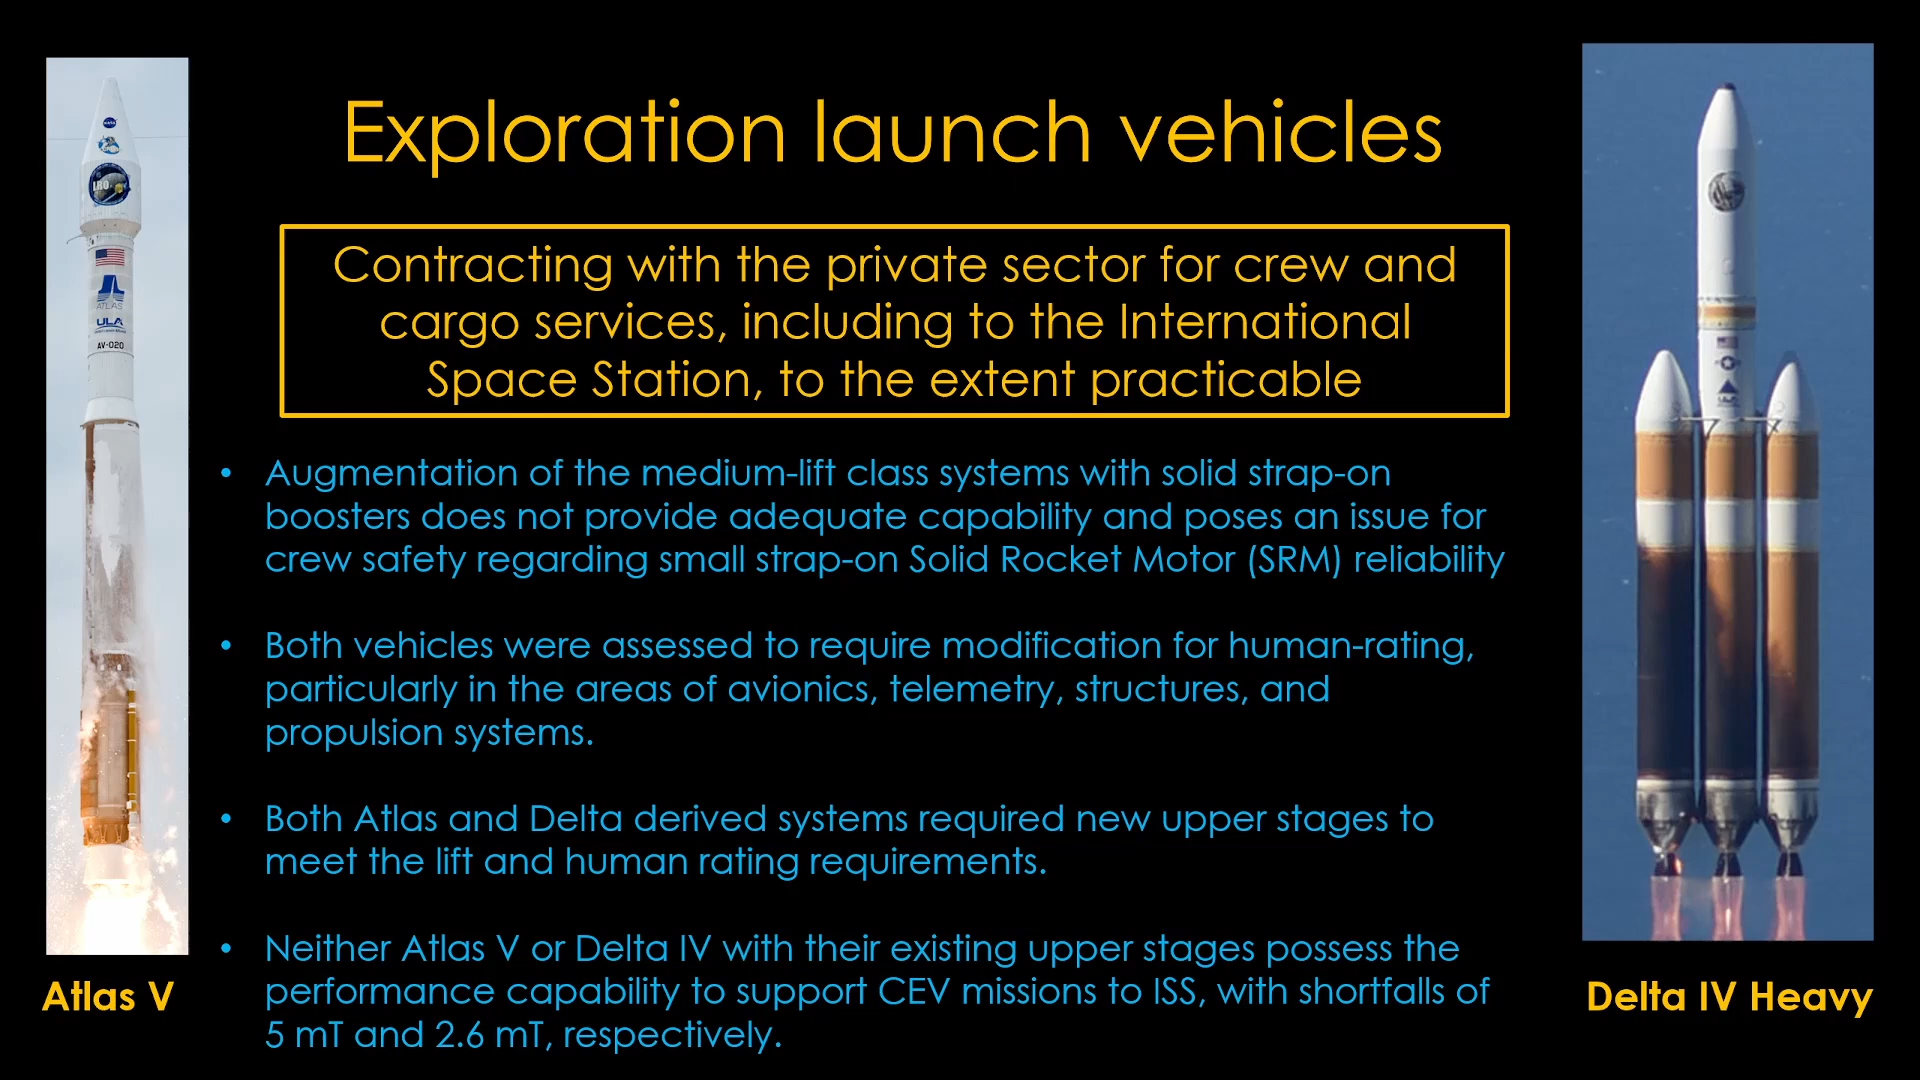 Exploration launch vehicles
Contracting with the private sector for crew and
cargo services, including to the International
Space Station, to the extent practicable
• Augmentation of the medium-lift class systems with solid strap-on
boosters does not provide adequate capability and poses an issue for
crew safety regarding small strap-on Solid Rocket Motor (SRM) reliability
• Both vehicles were assessed to require modification for human-rating,
particularly in the areas of avionics, telemetry, structures, and
propulsion systems.
• Both Atlas and Delta derived systems required new upper stages to
meet the lift and human rating requirements.
• Neither Atlas V or Delta IV with their existing upper stages possess the
performance capability to support CEV missions to ISS, with shortfalls of
5 mT and 2.6 mT, respectively.
LRO
ATLAS
ULA
AV-020
Atlas V
Delta IV Heavy